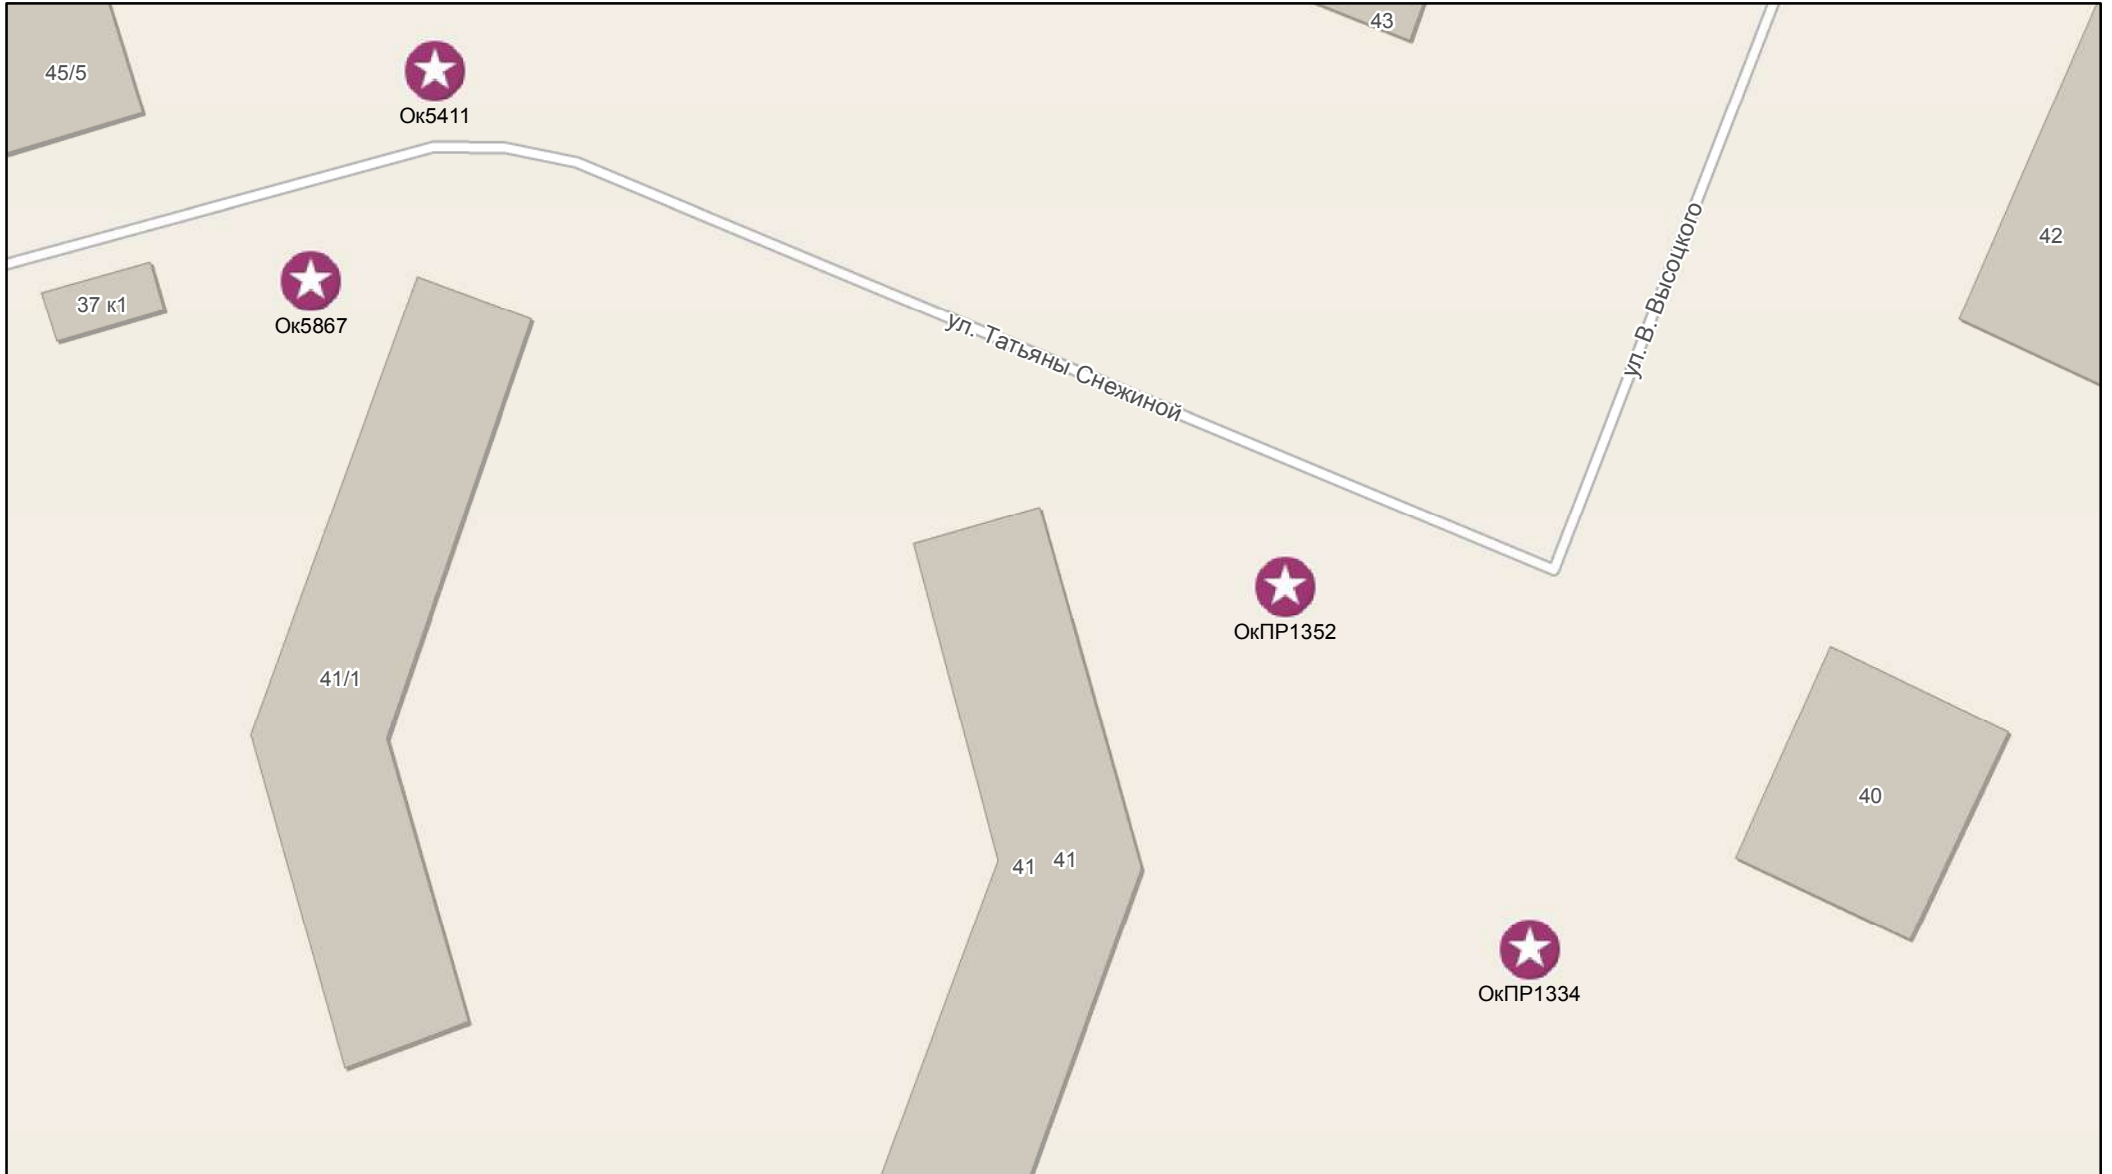 43
45/5
Ок5411
ул. В. Высоцкого
42
37 к1
Ок5867
ул. Татьяны Снежиной
ОкПР1352
41/1
40
41 41
ОкПР1334